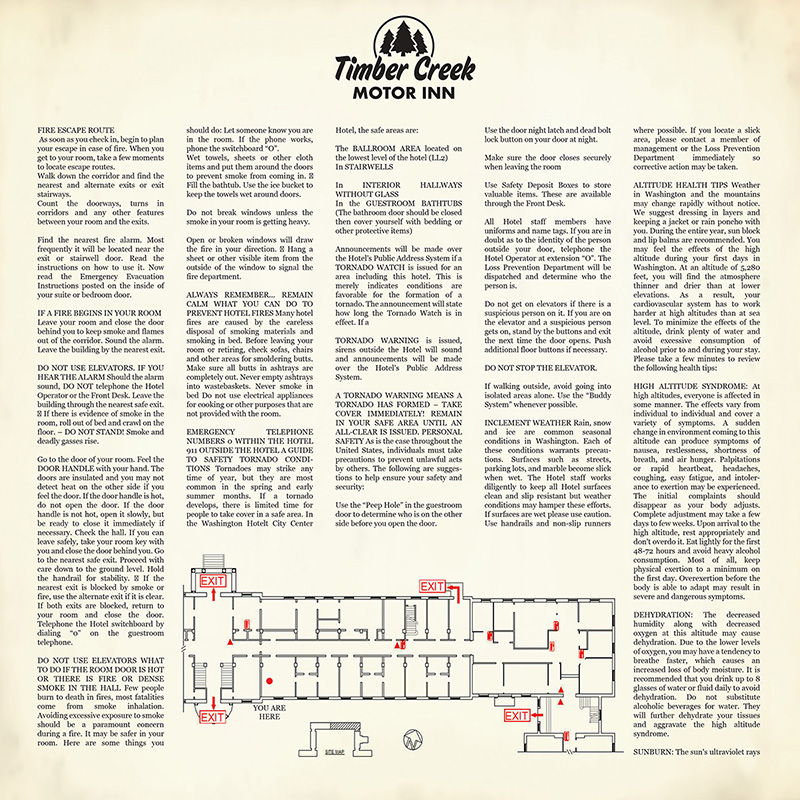 Timber Creek
MOTOR INN
FIRE ESCAPE ROUTE
As soon as you check in, begin to plan
your escape in case of fire. When you
get to your room, take a few moments
to locate escape routes.
Walk down the corridor and find the
nearest and alternate exits or exit
stairways.
Count the doorways, turns in
corridors and any other features
between your room and the exits.
Find the nearest fire alarm. Most
frequently it will be located near the
exit or stairwell door. Read the
instructions on how to use it. Now
read the Emergency Evacuation
Instructions posted on the inside of
your suite or bedroom door.
IF A FIRE BEGINS IN YOUR ROOM
Leave your room and close the door
behind you to keep smoke and flames
out of the corridor. Sound the alarm.
Leave the building by the nearest exit.
DO NOT USE ELEVATORS. IF YOU
HEAR THE ALARM Should the alarm
sound, DO NOT telephone the Hotel
Operator or the Front Desk. Leave the
building through the nearest safe exit.
If there is evidence of smoke in the
room, roll out of bed and crawl on the
floor. – DO NOT STAND! Smoke and
deadly gasses rise.
Go to the door of your room. Feel the
DOOR HANDLE with your hand. The
doors are insulated and you may not
detect heat on the other side if you
feel the door. If the door handle is hot,
do not open the door. If the door
handle is not hot, open it slowly, but
be ready to close it immediately if
necessary. Check the hall. If you can
leave safely, take your room key with
you and close the door behind you. Go
to the nearest safe exit. Proceed with
care down to the ground level. Hold
the handrail for stability. If the
nearest exit is blocked by smoke or
fire, use the alternate exit if it is clear.
If both exits are blocked, return to
your room and close the door.
Telephone the Hotel switchboard by
dialing "0" on the guestroom
telephone.
DO NOT USE ELEVATORS WHAT
TO DO IF THE ROOM DOOR IS HOT
OR THERE IS FIRE OR DENSE
SMOKE IN THE HALL Few people
burn to death in fires, most fatalities
come from smoke inhalation.
Avoiding excessive exposure to smoke
should be a paramount concern
during a fire. It may be safer in your
room. Here are some things you
should do: Let someone know you are
in the room. If the phone works,
phone the switchboard "O".
Wet towels, sheets or other cloth
items and put them around the doors
to prevent smoke from coming in.
Fill the bathtub. Use the ice bucket to
keep the towels wet around doors.
Do not break windows unless the
smoke in your room is getting heavy.
Open or broken windows will draw
the fire in your direction. Hang a
sheet or other visible item from the
outside of the window to signal the
fire department.
ALWAYS REMEMBER... REMAIN
CALM WHAT YOU CAN DO TO
PREVENT HOTEL FIRES Many hotel
fires are caused by the careless
disposal of smoking materials and
smoking in bed. Before leaving your
room or retiring, check sofas, chairs
and other areas for smoldering butts.
Make sure all butts in ashtrays are
completely out. Never empty ashtrays
into wastebaskets. Never smoke in
bed Do not use electrical appliances
for cooking or other purposes that are
not provided with the room.
EMERGENCY TELEPHONE
NUMBERS 0 WITHIN THE HOTEL
911 OUTSIDE THE HOTEL A GUIDE
TO SAFETY TORNADO CONDI-
TIONS Tornadoes may strike any
time of year, but they are most
common in the spring and early
summer months. If a tornado
develops, there is limited time for
people to take cover in a safe area. In
the Washington Hotelt City Center
Hotel, the safe areas are:
The BALLROOM AREA located on
the lowest level of the hotel (LL2)
In STAIRWELLS
In INTERIOR HALLWAYS
WITHOUT GLASS
In the GUESTROOM BATHTUBS
(The bathroom door should be closed
then cover yourself with bedding or
other protective items)
Announcements will be made over
the Hotel's Public Address System if a
TORNADO WATCH is issued for an
area including this hotel. This is
merely indicates conditions are
favorable for the formation of a
tornado. The announcement will state
how long the Tornado Watch is in
effect. If a
TORNADO WARNING is issued,
sirens outside the Hotel will sound
and announcements will be made
over the Hotel's Public Address
System.
A TORNADO WARNING MEANS A
TORNADO HAS FORMED – TAKE
COVER IMMEDIATELY! REMAIN
IN YOUR SAFE AREA UNTIL AN
ALL-CLEAR IS ISSUED. PERSONAL
SAFETY As is the case throughout the
United States, individuals must take
precautions to prevent unlawful acts
by others. The following are sugges-
tions to help ensure your safety and
security:
Use the "Peep Hole" in the guestroom
door to determine who is on the other
side before you open the door.
Use the door night latch and dead bolt
lock button on your door at night.
Make sure the door closes securely
when leaving the room
Use Safety Deposit Boxes to store
valuable items. These are available
through the Front Desk.
All Hotel staff members have
uniforms and name tags. If you are in
doubt as to the identity of the person
outside your door, telephone the
Hotel Operator at extension "O". The
Loss Prevention Department will be
dispatched and determine who the
person is.
Do not get on elevators if there is a
suspicious person on it. If you are on
the elevator and a suspicious person
gets on, stand by the buttons and exit
the next time the door opens. Push
additional floor buttons if necessary.
DO NOT STOP THE ELEVATOR.
If walking outside, avoid going into
isolated areas alone. Use the "Buddy
System" whenever possible.
INCLEMENT WEATHER Rain, snow
and ice are common seasonal
conditions in Washington. Each of
these conditions warrants precau-
tions. Surfaces such as streets,
parking lots, and marble become slick
when wet. The Hotel staff works
diligently to keep all Hotel surfaces
clean and slip resistant but weather
conditions may hamper these efforts.
If surfaces are wet please use caution.
Use handrails and non-slip runners
where possible. If you locate a slick
area, please contact a member of
management or the Loss Prevention
Department immediately so
corrective action may be taken.
ALTITUDE HEALTH TIPS Weather
in Washington and the mountains
may change rapidly without notice.
We suggest dressing in layers and
keeping a jacket or rain poncho with
you. During the entire year, sun block
and lip balms are recommended. You
may feel the effects of the high
altitude during your first days in
Washington. At an altitude of 5,280
feet, you will find the atmosphere
thinner and drier than at lower
elevations. As a result, your
cardiovascular system has to work
harder at high altitudes than at sea
level. To minimize the effects of the
altitude, drink plenty of water and
avoid excessive consumption of
alcohol prior to and during your stay.
Please take a few minutes to review
the following health tips:
HIGH ALTITUDE SYNDROME: At
high altitudes, everyone is affected in
some manner. The effects vary from
individual to individual and cover a
variety of symptoms. A sudden
change in environment coming to this
altitude can produce symptoms of
nausea, restlessness, shortness of
breath, and air hunger. Palpitations
or rapid heartbeat, headaches,
coughing, easy fatigue, and intoler-
ance to exertion may be experienced.
The initial complaints should
disappear as your body adjusts.
Complete adjustment may take a few
days to few weeks. Upon arrival to the
high altitude, rest appropriately and
don't overdo it. Eat lightly for the first
48-72 hours and avoid heavy alcohol
consumption. Most of all, keep
physical exertion to a minimum on
the first day. Overexertion before the
body is able to adapt may result in
severe and dangerous symptoms.
DEHYDRATION: The decreased
humidity along with decreased
oxygen at this altitude may cause
dehydration. Due to the lower levels
of oxygen, you may have a tendency to
breathe faster, which causes an
increased loss of body moisture. It is
recommended that you drink up to 8
glasses of water or fluid daily to avoid
dehydration. Do not substitute
alcoholic beverages for water. They
will further dehydrate your tissues
and aggravate the high altitude
syndrome.
SUNBURN: The sun's ultraviolet rays
EXIT
EXIT
EXIT
EXIT
YOU ARE
HERE
SITE MAP